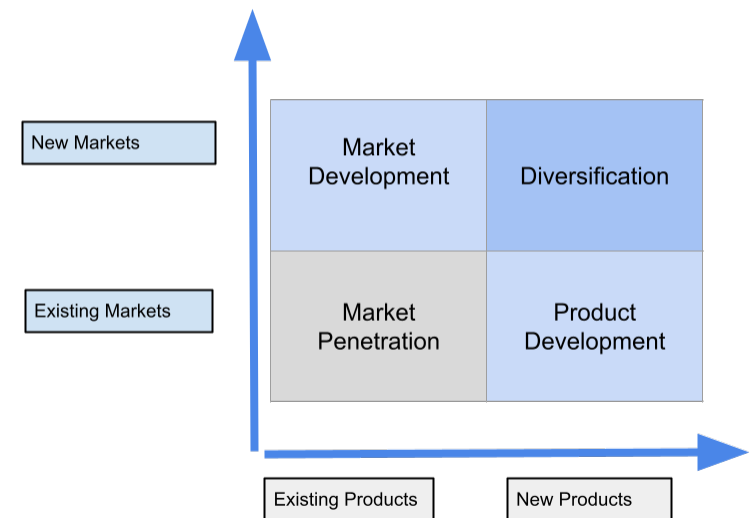 New Markets
Market
Development
Diversification
Existing Markets
Market
Penetration
Product
Development
Existing Products
New Products